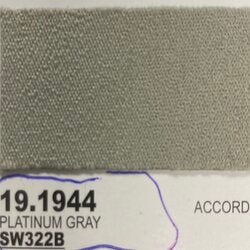 19.1944
PLATINUM GRAY
SW322B
ACCORD